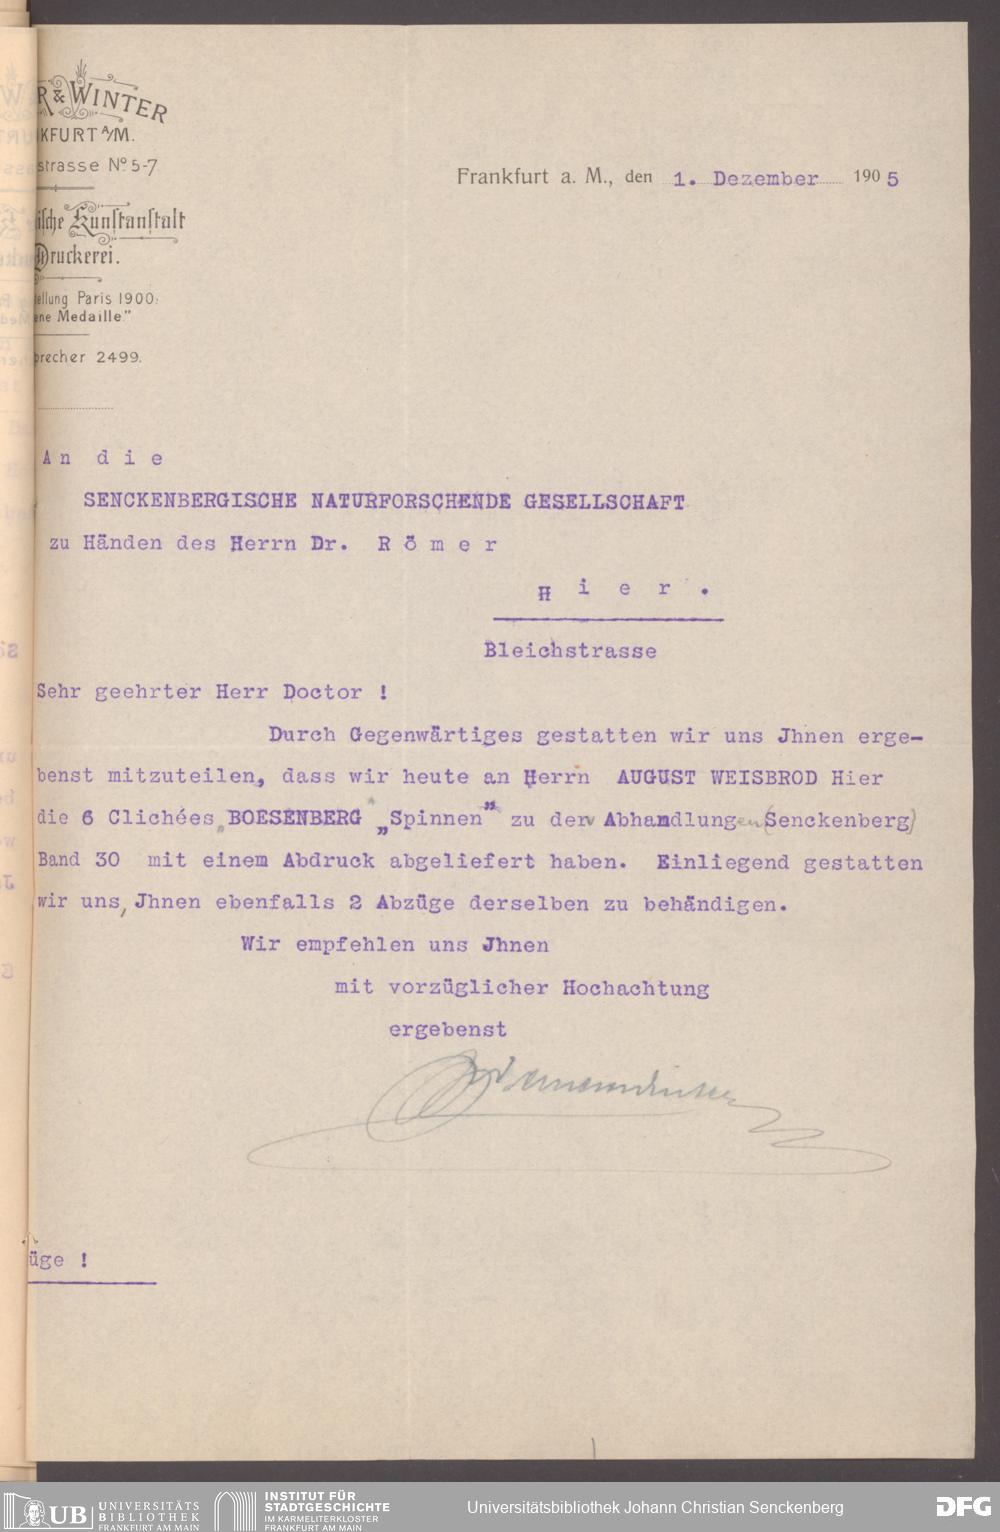 R & WINTER
KFURT A/M.
strasse No 5-7
ische Kunstanstalt
Druckerei.
ellung Paris 1900:
ene Medaille."
precher 2499.
Frankfurt a. M., den 1. Dezember 1905
An die
SENCKENBERGISCHE NATURFORSCHENDE GESELLSCHAFT
zu Händen des Herrn Dr. Römer
Hier.
Bleichstrasse
Sehr geehrter Herr Doctor !
Durch Gegenwärtiges gestatten wir uns Jhnen erge-
benst mitzuteilen, dass wir heute an Herrn AUGUST WEISBROD Hier
die 6 Clichées „BOESENBERG „Spinnen" zu den Abhandlungen (Senckenberg)
Band 30 mit einem Abdruck abgeliefert haben. Einliegend gestatten
wir uns, Jhnen ebenfalls 2 Abzüge derselben zu behändigen.
Wir empfehlen uns Jhnen
mit vorzüglicher Hochachtung
ergebenst
üge !
UB UNIVERSITÄTS
BIBLIOTHEK
FRANKFURT AM MAIN
INSTITUT FÜR
STADTGESCHICHTE
IM KARMELITERKLOSTER
FRANKFURT AM MAIN
Universitätsbibliothek Johann Christian Senckenberg
DFG